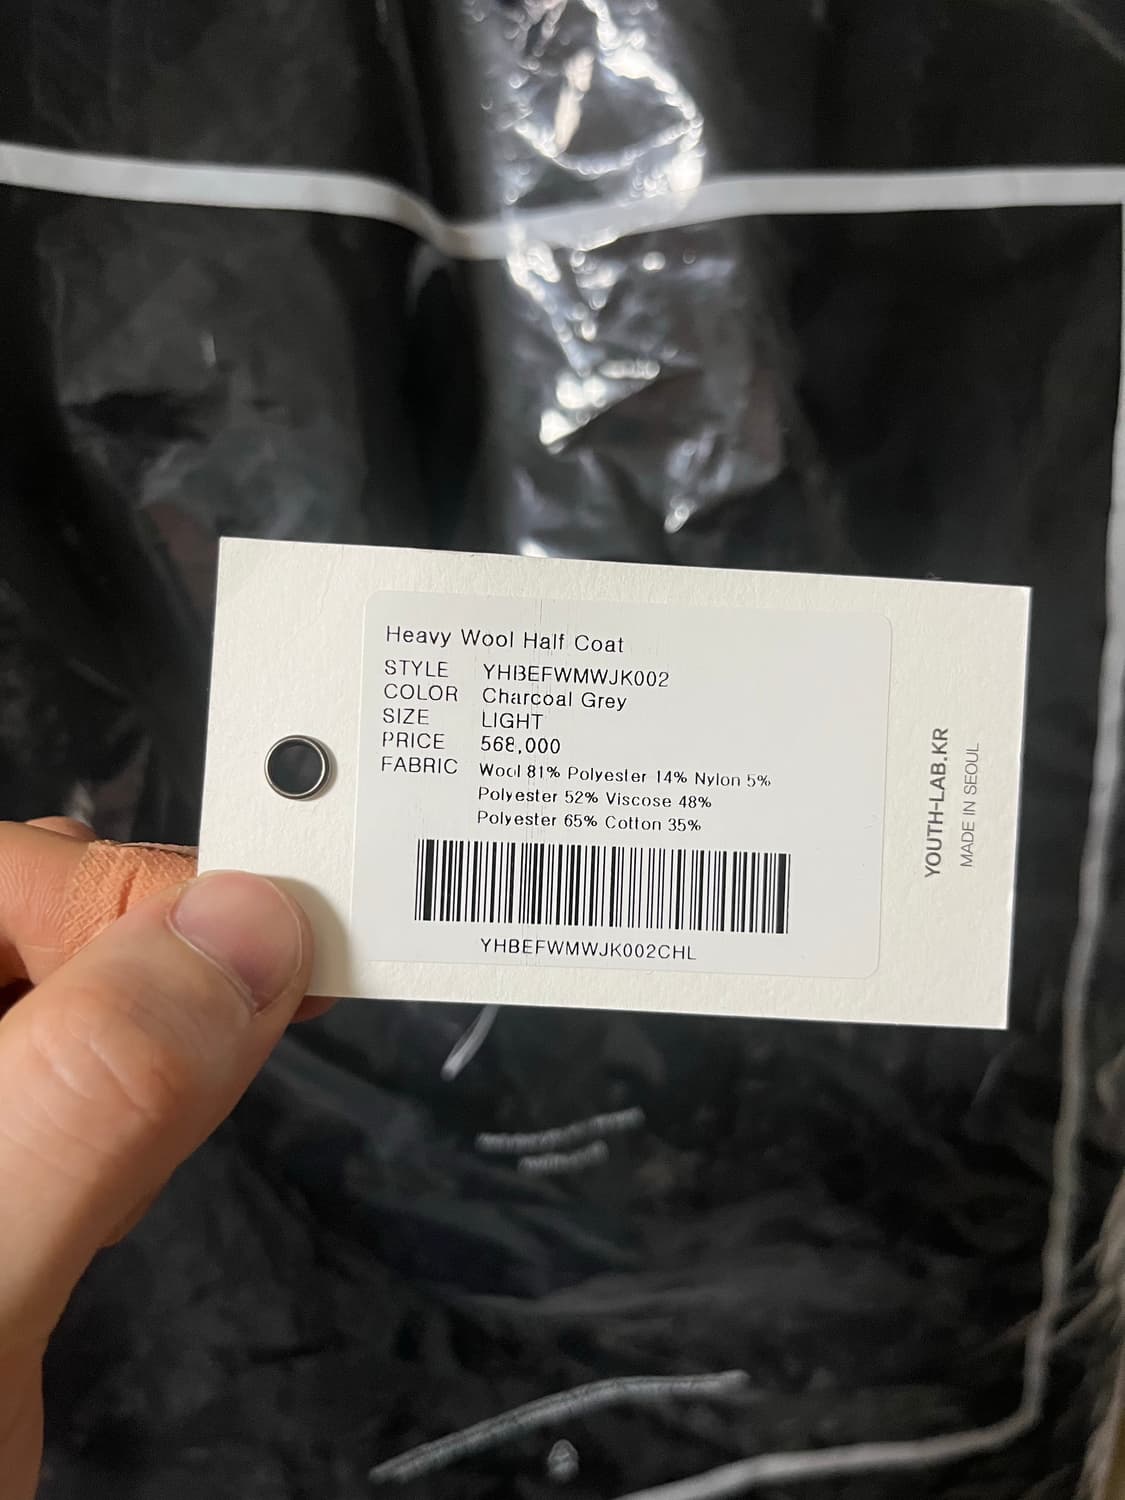 Heavy Wool Half Coat
STYLE YHBEFWMWJK002
COLOR Charcoal Grey
SIZE LIGHT
PRICE 568,000
FABRIC Wool 81% Polyester 14% Nylon 5%
Polyester 52% Viscose 48%
Polyester 65% Cotton 35%
YHBEFWMWJK002CHL
YOUTH-LAB.KR
MADE IN SEOUL